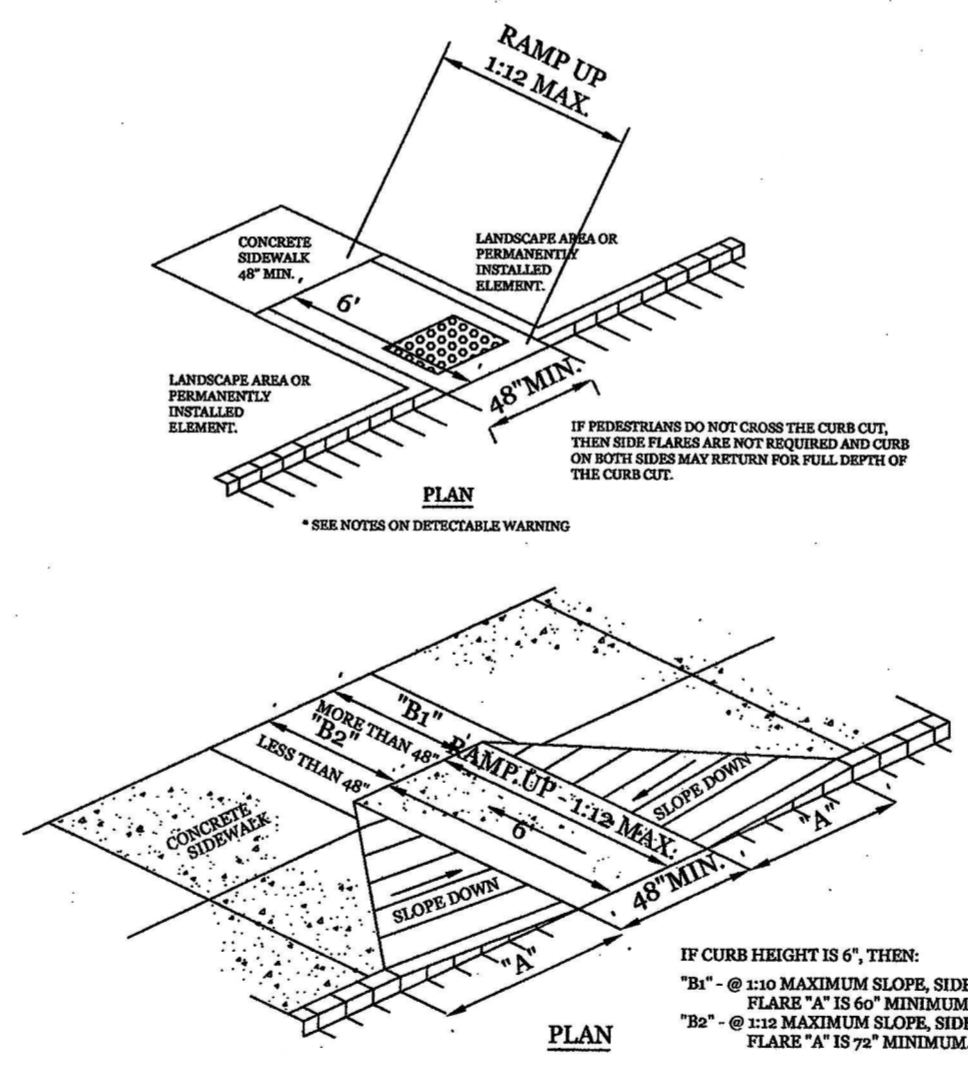 RAMP UP
1:12 MAX.
CONCRETE
SIDEWALK
48" MIN.
LANDSCAPE AREA OR
PERMANENTLY
INSTALLED
ELEMENT.
6'
LANDSCAPE AREA OR
PERMANENTLY
INSTALLED
ELEMENT.
48"MIN.
IF PEDESTRIANS DO NOT CROSS THE CURB CUT,
THEN SIDE FLARES ARE NOT REQUIRED AND CURB
ON BOTH SIDES MAY RETURN FOR FULL DEPTH OF
THE CURB CUT.
PLAN
* SEE NOTES ON DETECTABLE WARNING
"B1"
MORE THAN 48"
"B2"
LESS THAN 48"
RAMP UP - 1:12 MAX.
6'
CONCRETE
SIDEWALK
SLOPE DOWN
SLOPE DOWN
"A"
48"MIN.
"A"
IF CURB HEIGHT IS 6", THEN:
"B1" - @ 1:10 MAXIMUM SLOPE, SIDE
FLARE "A" IS 60" MINIMUM
"B2" - @ 1:12 MAXIMUM SLOPE, SIDE
FLARE "A" IS 72" MINIMUM.
PLAN